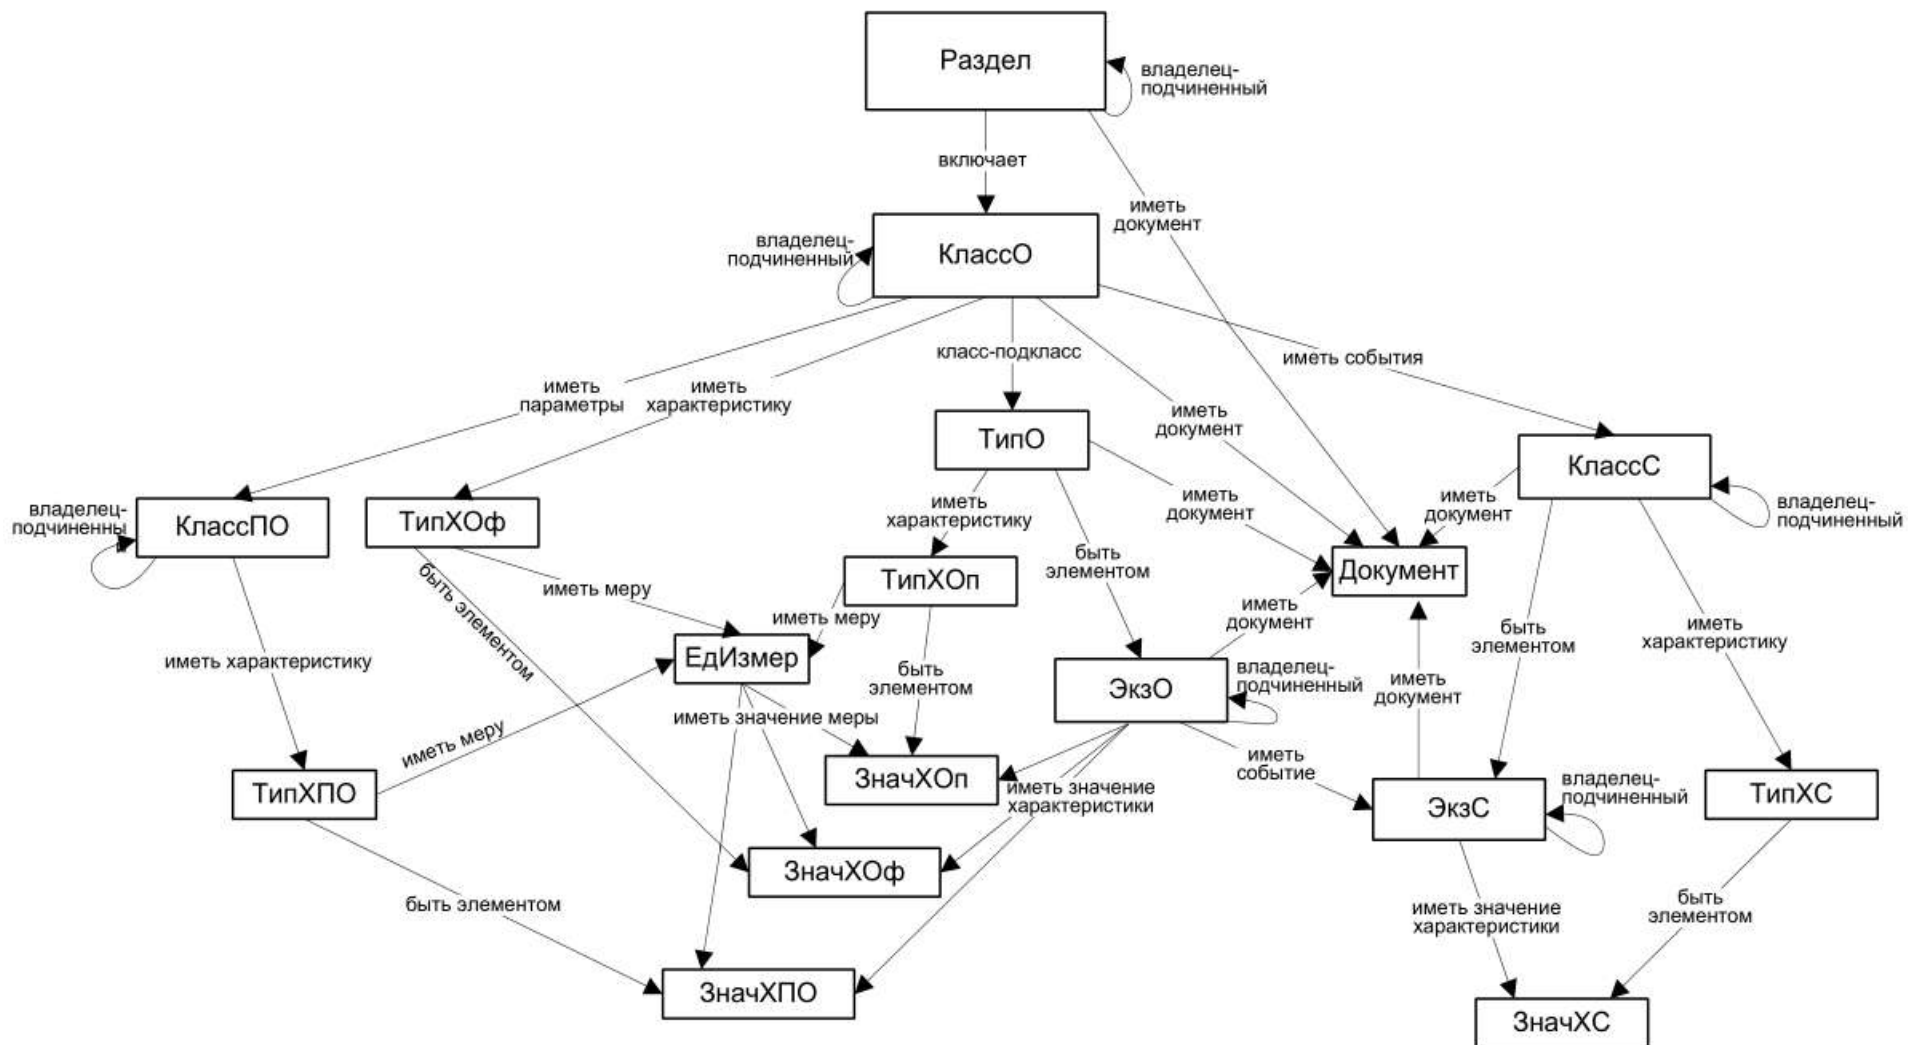 Раздел
владелец-
подчиненный
включает
иметь
документ
КлассО
владелец-
подчиненный
класс-подкласс
иметь события
иметь
параметры
иметь
характеристику
иметь
документ
ТипО
КлассС
владелец-
подчиненный
владелец-
подчиненны
КлассПО
ТипХОф
иметь
характеристику
иметь
документ
иметь
документ
быть
элементом
ТипХОп
Документ
быть элементом
иметь меру
иметь меру
иметь
документ
ЕдИзмер
иметь характеристику
быть
элементом
ЭкзО
владелец-
подчиненный
иметь
документ
быть
элементом
иметь
характеристику
иметь значение меры
иметь меру
иметь
событие
ЗначХОп
иметь значение
характеристики
ТипХПО
ЭкзС
владелец-
подчиненный
ТипХС
ЗначХОф
быть элементом
иметь значение
характеристики
быть
элементом
ЗначХПО
ЗначХС